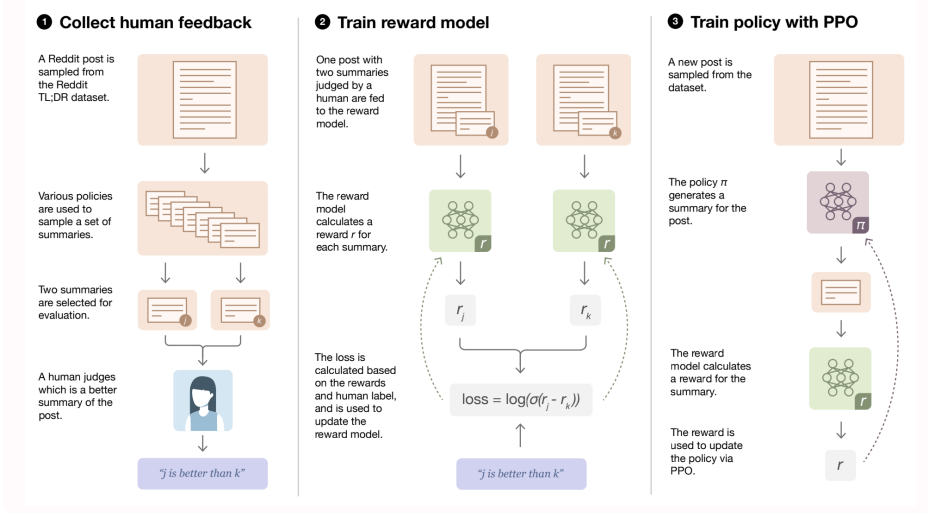 1 Collect human feedback
A Reddit post is
sampled from
the Reddit
TL;DR dataset.
Various policies
are used to
sample a set of
summaries.
Two summaries
are selected for
evaluation.
j
k
A human judges
which is a better
summary of the
post.
“j is better than k”
2 Train reward model
One post with
two summaries
judged by a
human are fed
to the reward
model.
j
k
The reward
model
calculates a
reward r for
each summary.
r
r
r_j
r_k
The loss is
calculated based
on the rewards
and human label,
and is used to
update the
reward model.
loss = log(σ(r_j - r_k))
“j is better than k”
3 Train policy with PPO
A new post is
sampled from the
dataset.
The policy π
generates a
summary for the
post.
π
The reward
model calculates
a reward for the
summary.
r
The reward is
used to update
the policy via
PPO.
r